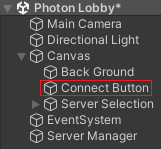 Photon Lobby*
Main Camera
Directional Light
Canvas
Back Ground
Connect Button
Server Selection
EventSystem
Server Manager